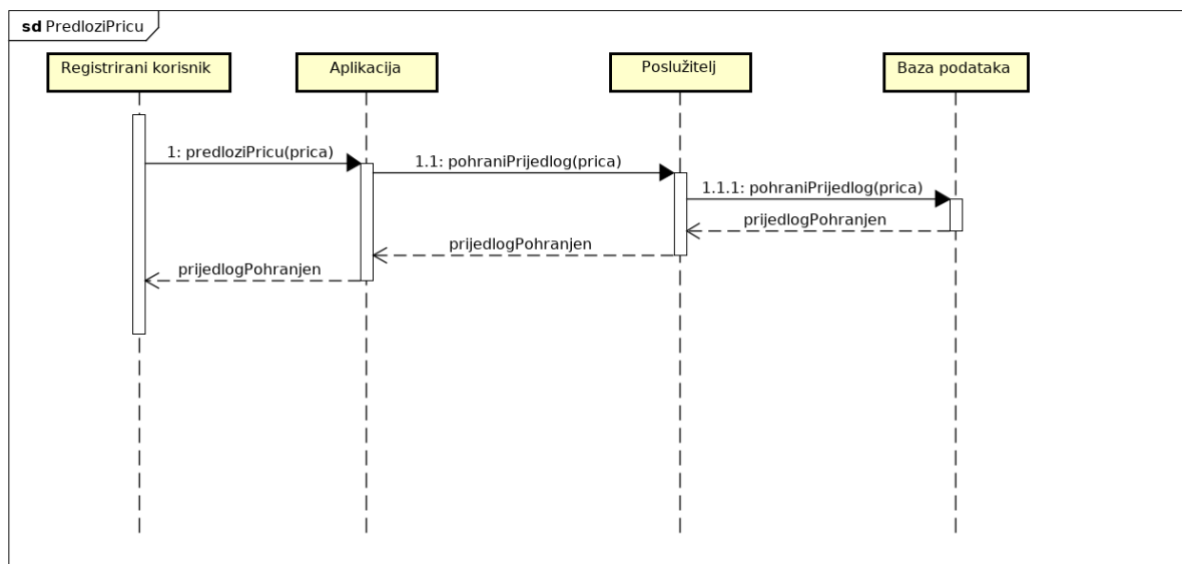 sd PredloziPricu
Registrirani korisnik
Aplikacija
Poslužitelj
Baza podataka
1: predloziPricu(prica)
1.1: pohraniPrijedlog(prica)
1.1.1: pohraniPrijedlog(prica)
prijedlogPohranjen
prijedlogPohranjen
prijedlogPohranjen